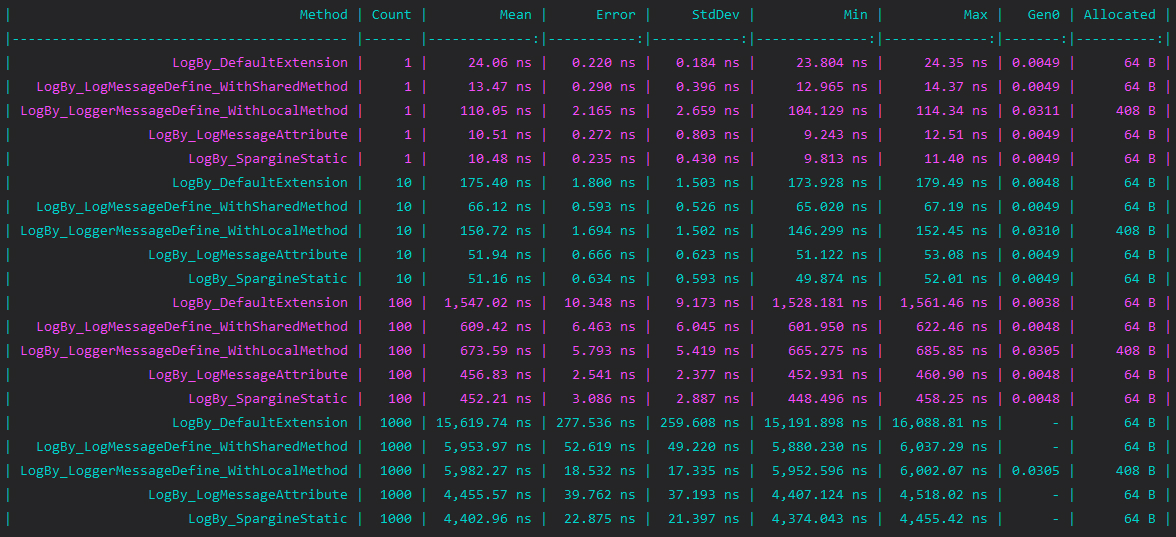 | Method | Count | Mean | Error | StdDev | Min | Max | Gen0 | Allocated |
|------------------------------------------ |------ |-------------:|-----------:|-----------:|--------------:|-------------:|-------:|----------:|
| LogBy_DefaultExtension | 1 | 24.06 ns | 0.220 ns | 0.184 ns | 23.804 ns | 24.35 ns | 0.0049 | 64 B |
| LogBy_LogMessageDefine_WithSharedMethod | 1 | 13.47 ns | 0.290 ns | 0.396 ns | 12.965 ns | 14.37 ns | 0.0049 | 64 B |
| LogBy_LoggerMessageDefine_WithLocalMethod | 1 | 110.05 ns | 2.165 ns | 2.659 ns | 104.129 ns | 114.34 ns | 0.0311 | 408 B |
| LogBy_LogMessageAttribute | 1 | 10.51 ns | 0.272 ns | 0.803 ns | 9.243 ns | 12.51 ns | 0.0049 | 64 B |
| LogBy_SpargineStatic | 1 | 10.48 ns | 0.235 ns | 0.430 ns | 9.813 ns | 11.40 ns | 0.0049 | 64 B |
| LogBy_DefaultExtension | 10 | 175.40 ns | 1.800 ns | 1.503 ns | 173.928 ns | 179.49 ns | 0.0048 | 64 B |
| LogBy_LogMessageDefine_WithSharedMethod | 10 | 66.12 ns | 0.593 ns | 0.526 ns | 65.020 ns | 67.19 ns | 0.0049 | 64 B |
| LogBy_LoggerMessageDefine_WithLocalMethod | 10 | 150.72 ns | 1.694 ns | 1.502 ns | 146.299 ns | 152.45 ns | 0.0310 | 408 B |
| LogBy_LogMessageAttribute | 10 | 51.94 ns | 0.666 ns | 0.623 ns | 51.122 ns | 53.08 ns | 0.0049 | 64 B |
| LogBy_SpargineStatic | 10 | 51.16 ns | 0.634 ns | 0.593 ns | 49.874 ns | 52.01 ns | 0.0049 | 64 B |
| LogBy_DefaultExtension | 100 | 1,547.02 ns | 10.348 ns | 9.173 ns | 1,528.181 ns | 1,561.46 ns | 0.0038 | 64 B |
| LogBy_LogMessageDefine_WithSharedMethod | 100 | 609.42 ns | 6.463 ns | 6.045 ns | 601.950 ns | 622.46 ns | 0.0048 | 64 B |
| LogBy_LoggerMessageDefine_WithLocalMethod | 100 | 673.59 ns | 5.793 ns | 5.419 ns | 665.275 ns | 685.85 ns | 0.0305 | 408 B |
| LogBy_LogMessageAttribute | 100 | 456.83 ns | 2.541 ns | 2.377 ns | 452.931 ns | 460.90 ns | 0.0048 | 64 B |
| LogBy_SpargineStatic | 100 | 452.21 ns | 3.086 ns | 2.887 ns | 448.496 ns | 458.25 ns | 0.0048 | 64 B |
| LogBy_DefaultExtension | 1000 | 15,619.74 ns | 277.536 ns | 259.608 ns | 15,191.898 ns | 16,088.81 ns | - | 64 B |
| LogBy_LogMessageDefine_WithSharedMethod | 1000 | 5,953.97 ns | 52.619 ns | 49.220 ns | 5,880.230 ns | 6,037.29 ns | - | 64 B |
| LogBy_LoggerMessageDefine_WithLocalMethod | 1000 | 5,982.27 ns | 18.532 ns | 17.335 ns | 5,952.596 ns | 6,002.07 ns | 0.0305 | 408 B |
| LogBy_LogMessageAttribute | 1000 | 4,455.57 ns | 39.762 ns | 37.193 ns | 4,407.124 ns | 4,518.02 ns | - | 64 B |
| LogBy_SpargineStatic | 1000 | 4,402.96 ns | 22.875 ns | 21.397 ns | 4,374.043 ns | 4,455.42 ns | - | 64 B |